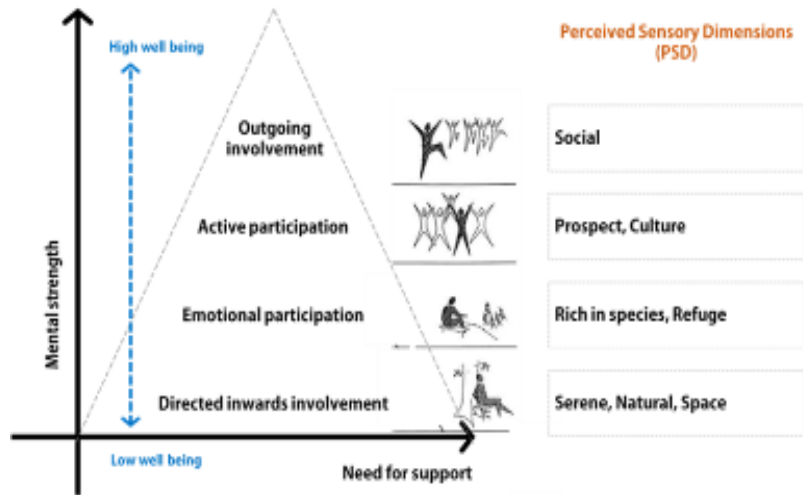 High well being
Perceived Sensory Dimensions
(PSD)
Outgoing
involvement
Social
Active participation
Prospect, Culture
Mental strength
Emotional participation
Rich in species, Refuge
Directed inwards involvement
Serene, Natural, Space
Low well being
Need for support